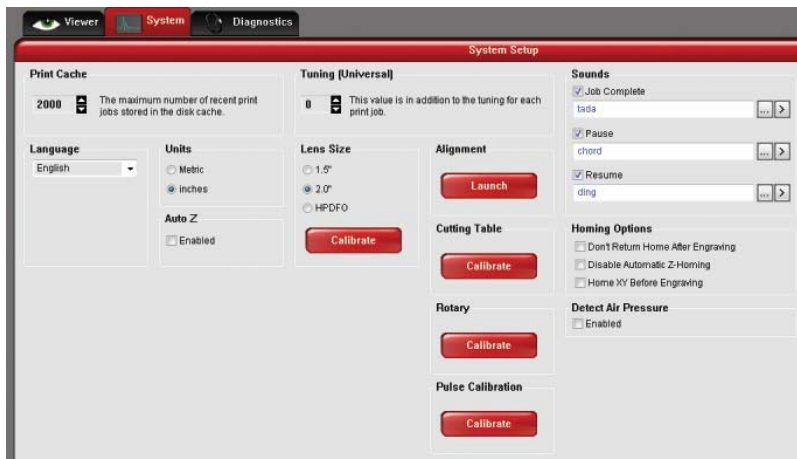 Viewer System Diagnostics
System Setup
Print Cache
2000
The maximum number of recent print
jobs stored in the disk cache.
Tuning (Universal)
0
This value is in addition to the tuning for each
print job.
Sounds
Job Complete
tada
...
>
Pause
chord
...
>
Resume
ding
...
>
Language
English
Units
Metric
inches
Auto Z
Enabled
Lens Size
1.5"
2.0"
HPDFO
Calibrate
Alignment
Launch
Cutting Table
Calibrate
Rotary
Calibrate
Pulse Calibration
Calibrate
Homing Options
Don't Return Home After Engraving
Disable Automatic Z-Homing
Home XY Before Engraving
Detect Air Pressure
Enabled